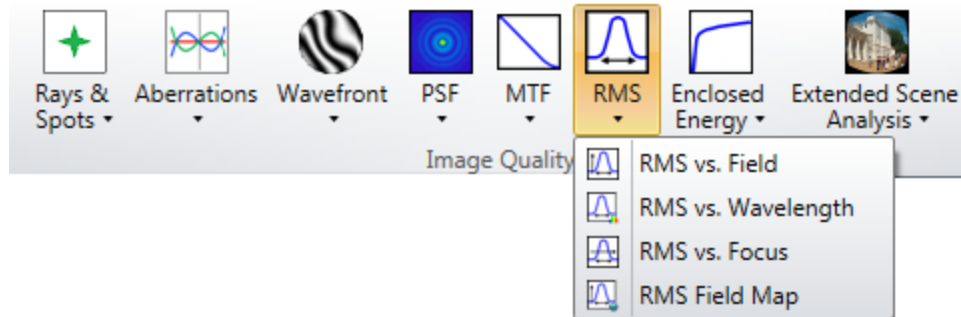 Rays & Spots
Aberrations
Wavefront
PSF
MTF
RMS
Enclosed Energy
Extended Scene Analysis
Image Quality
RMS vs. Field
RMS vs. Wavelength
RMS vs. Focus
RMS Field Map